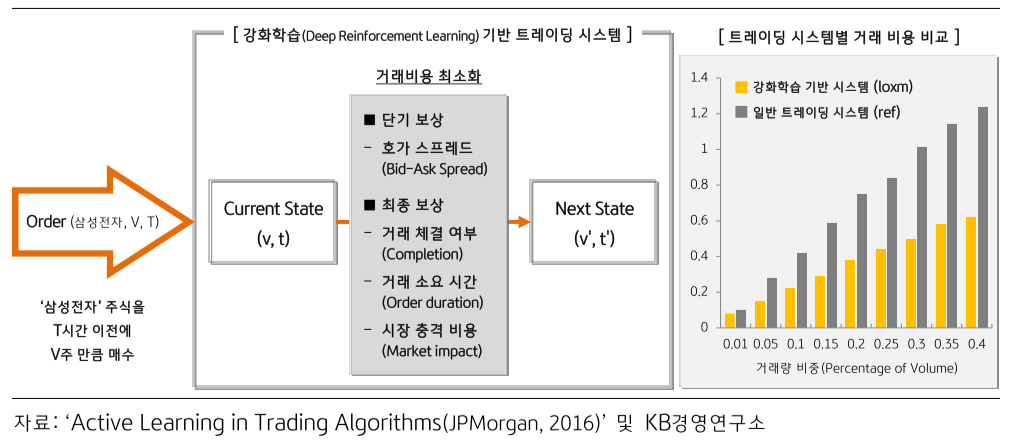 [ 강화학습(Deep Reinforcement Learning) 기반 트레이딩 시스템 ]
거래비용 최소화
■ 단기 보상
- 호가 스프레드
(Bid-Ask Spread)
■ 최종 보상
- 거래 체결 여부
(Completion)
- 거래 소요 시간
(Order duration)
- 시장 충격 비용
(Market impact)
Order (삼성전자, V, T)
Current State
(v, t)
Next State
(v', t')
‘삼성전자’ 주식을
T시간 이전에
V주 만큼 매수
[ 트레이딩 시스템별 거래 비용 비교 ]
강화학습 기반 시스템 (loxm)
일반 트레이딩 시스템 (ref)
1.4
1.2
1
0.8
0.6
0.4
0.2
0
0.01 0.05 0.1 0.15 0.2 0.25 0.3 0.35 0.4
거래량 비중(Percentage of Volume)
자료: ‘Active Learning in Trading Algorithms(JPMorgan, 2016)’ 및 KB경영연구소